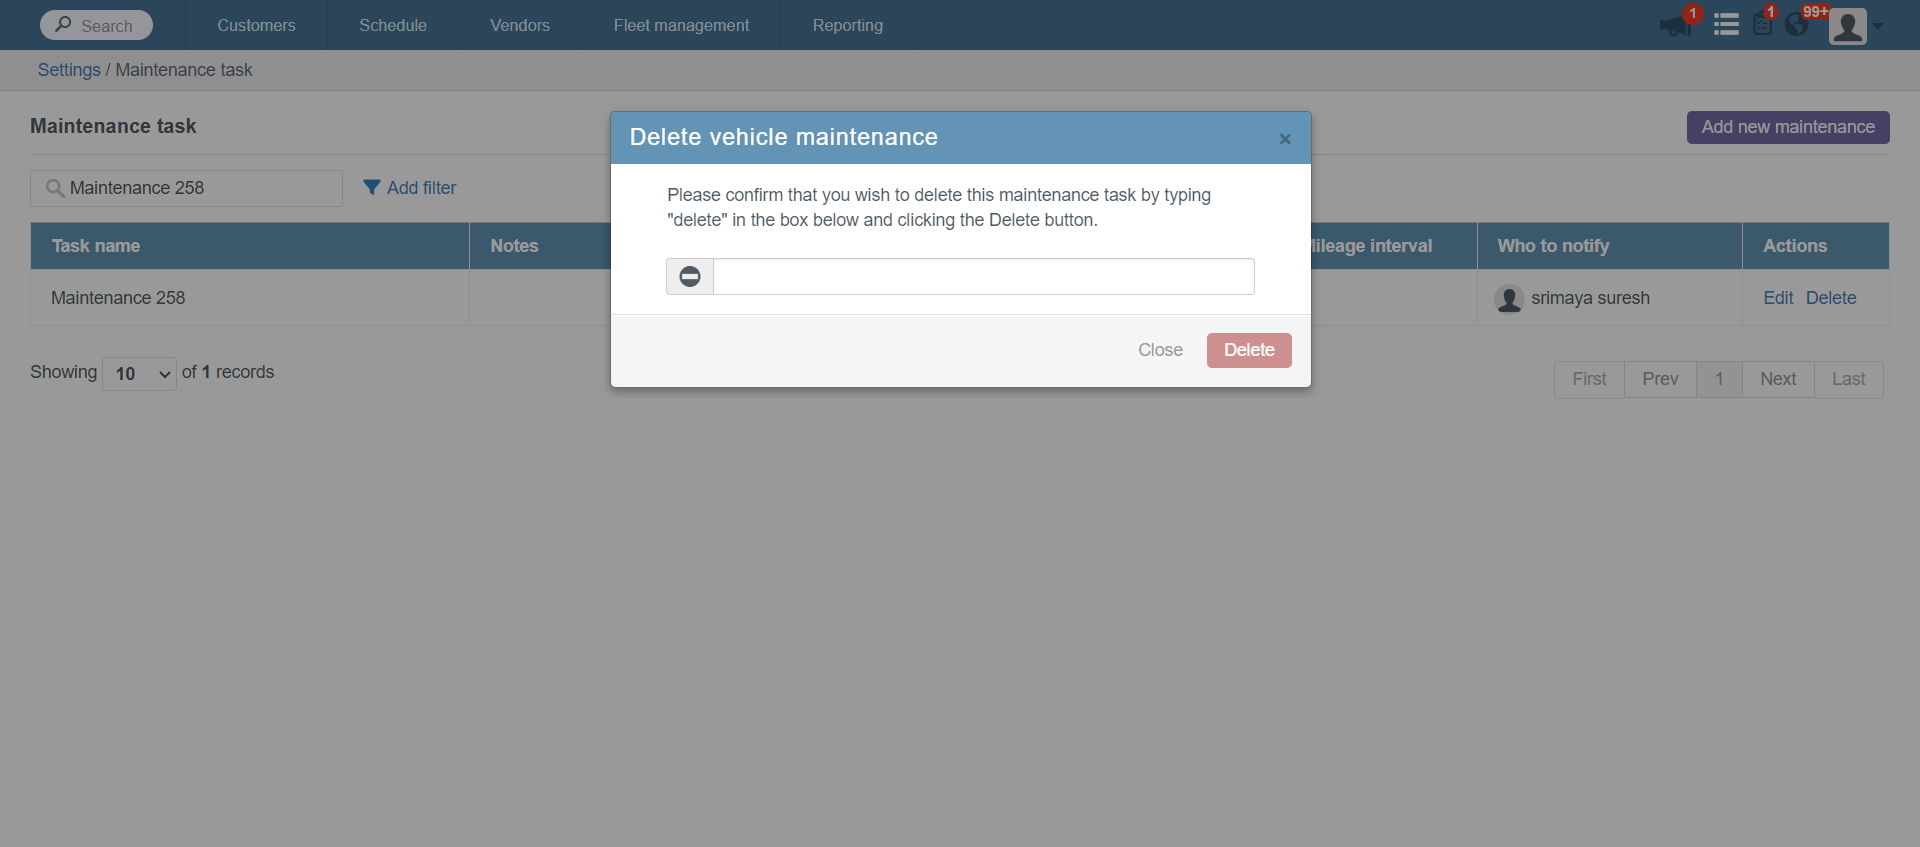 Search
Customers
Schedule
Vendors
Fleet management
Reporting
1
1
99+
Settings / Maintenance task
Maintenance task
Add new maintenance
Maintenance 258
Add filter
Delete vehicle maintenance
×
Please confirm that you wish to delete this maintenance task by typing
"delete" in the box below and clicking the Delete button.
Close
Delete
Task name
Notes
ileage interval
Who to notify
Actions
Maintenance 258
srimaya suresh
Edit Delete
Showing 10 of 1 records
First
Prev
1
Next
Last